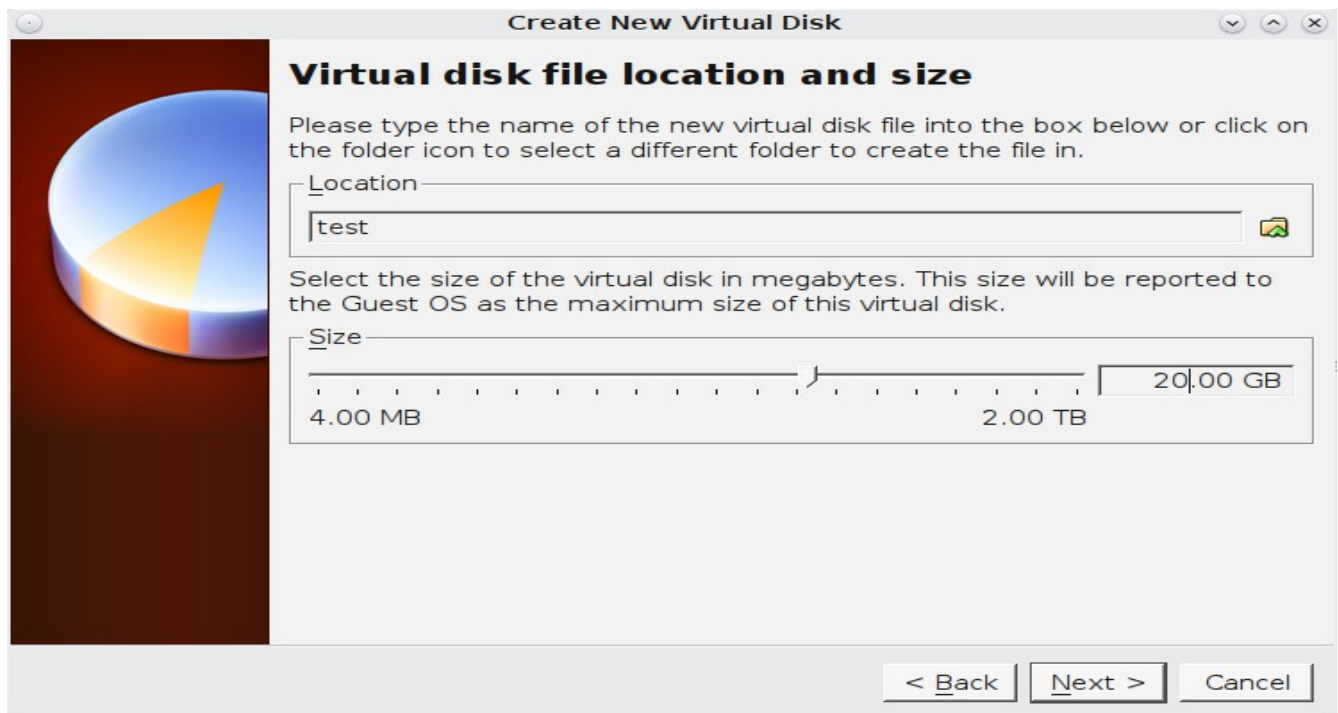 Create New Virtual Disk
Virtual disk file location and size
Please type the name of the new virtual disk file into the box below or click on
the folder icon to select a different folder to create the file in.
Location
test
Select the size of the virtual disk in megabytes. This size will be reported to
the Guest OS as the maximum size of this virtual disk.
Size
20.00 GB
4.00 MB 2.00 TB
< Back Next > Cancel